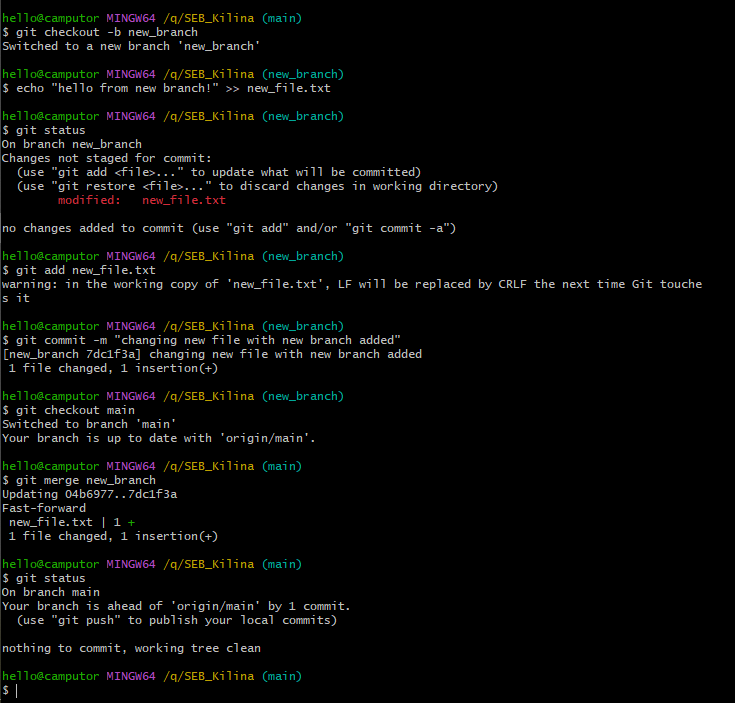 hello@camputor MINGW64 /q/SEB_Kilina (main)
$ git checkout -b new_branch
Switched to a new branch 'new_branch'

hello@camputor MINGW64 /q/SEB_Kilina (new_branch)
$ echo "hello from new branch!" >> new_file.txt

hello@camputor MINGW64 /q/SEB_Kilina (new_branch)
$ git status
On branch new_branch
Changes not staged for commit:
  (use "git add <file>..." to update what will be committed)
  (use "git restore <file>..." to discard changes in working directory)
        modified:   new_file.txt

no changes added to commit (use "git add" and/or "git commit -a")

hello@camputor MINGW64 /q/SEB_Kilina (new_branch)
$ git add new_file.txt
warning: in the working copy of 'new_file.txt', LF will be replaced by CRLF the next time Git touche
s it

hello@camputor MINGW64 /q/SEB_Kilina (new_branch)
$ git commit -m "changing new file with new branch added"
[new_branch 7dc1f3a] changing new file with new branch added
 1 file changed, 1 insertion(+)

hello@camputor MINGW64 /q/SEB_Kilina (new_branch)
$ git checkout main
Switched to branch 'main'
Your branch is up to date with 'origin/main'.

hello@camputor MINGW64 /q/SEB_Kilina (main)
$ git merge new_branch
Updating 04b6977..7dc1f3a
Fast-forward
 new_file.txt | 1 +
 1 file changed, 1 insertion(+)

hello@camputor MINGW64 /q/SEB_Kilina (main)
$ git status
On branch main
Your branch is ahead of 'origin/main' by 1 commit.
  (use "git push" to publish your local commits)

nothing to commit, working tree clean

hello@camputor MINGW64 /q/SEB_Kilina (main)
$